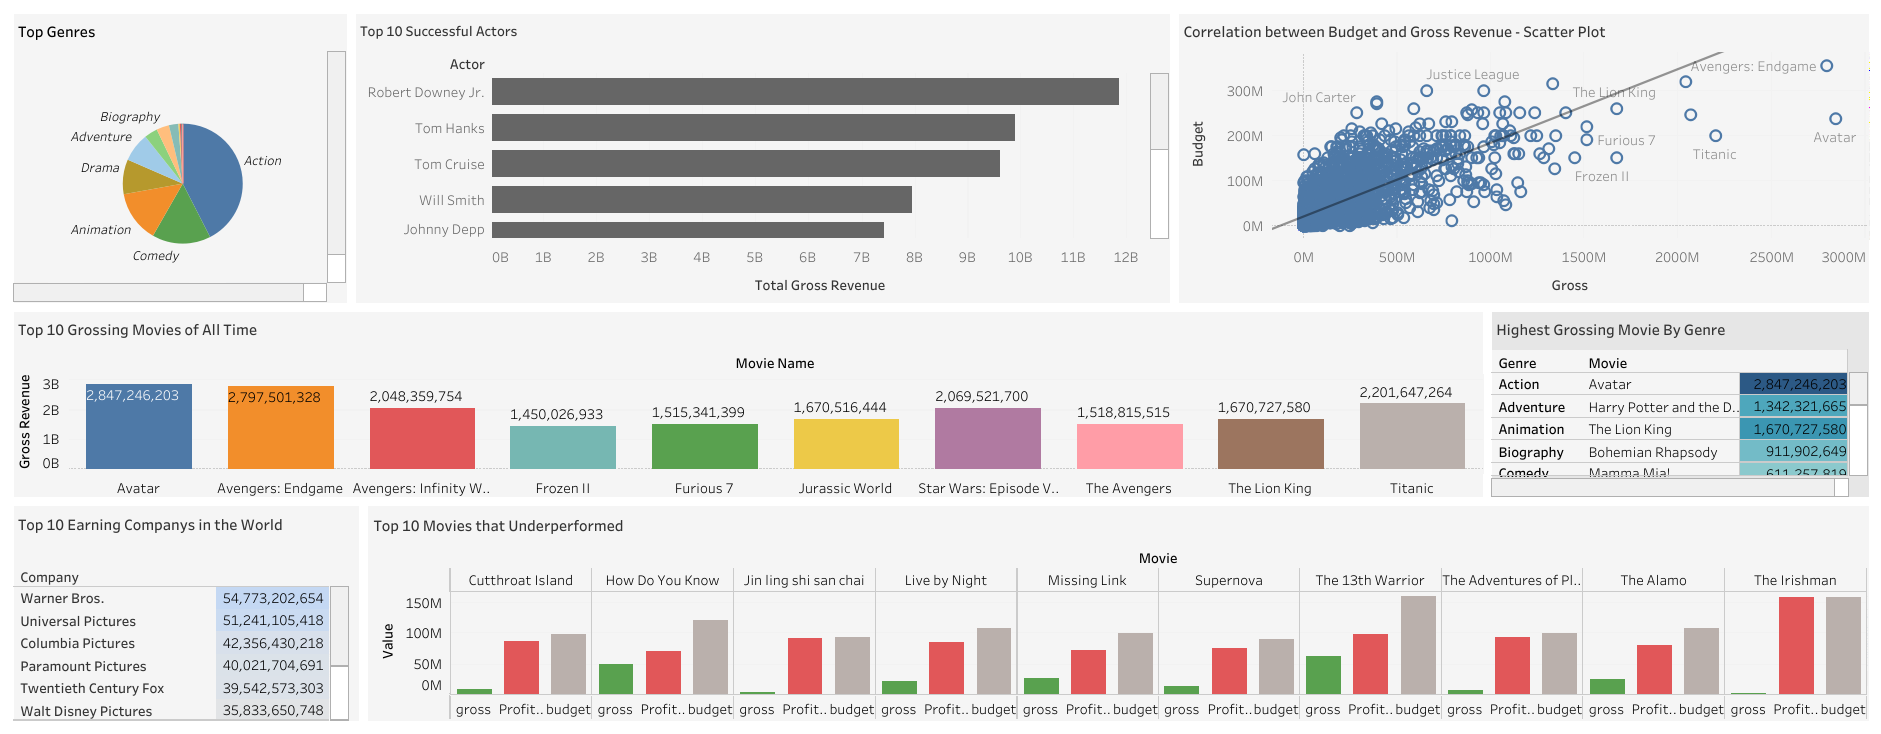 Top Genres
Biography
Adventure
Drama
Action
Animation
Comedy
Top 10 Successful Actors
Actor
Robert Downey Jr.
Tom Hanks
Tom Cruise
Will Smith
Johnny Depp
0B 1B 2B 3B 4B 5B 6B 7B 8B 9B 10B 11B 12B
Total Gross Revenue
Correlation between Budget and Gross Revenue - Scatter Plot
Budget
300M
200M
100M
0M
Avengers: Endgame
Justice League
John Carter
The Lion King
Furious 7
Avatar
Titanic
Frozen II
0M 500M 1000M 1500M 2000M 2500M 3000M
Gross
Top 10 Grossing Movies of All Time
Movie Name
Gross Revenue
3B
2B
1B
0B
2,847,246,203 2,797,501,328 2,048,359,754 1,450,026,933 1,515,341,399 1,670,516,444 2,069,521,700 1,518,815,515 1,670,727,580 2,201,647,264
Avatar Avengers: Endgame Avengers: Infinity W.. Frozen II Furious 7 Jurassic World Star Wars: Episode V.. The Avengers The Lion King Titanic
Highest Grossing Movie By Genre
Genre Movie
Action Avatar 2,847,246,203
Adventure Harry Potter and the D.. 1,342,321,665
Animation The Lion King 1,670,727,580
Biography Bohemian Rhapsody 911,902,649
Comedy Mamma Mia! 611,257,819
Top 10 Earning Companys in the World
Company
Warner Bros. 54,773,202,654
Universal Pictures 51,241,105,418
Columbia Pictures 42,356,430,218
Paramount Pictures 40,021,704,691
Twentieth Century Fox 39,542,573,303
Walt Disney Pictures 35,833,650,748
Top 10 Movies that Underperformed
Movie
Cutthroat Island How Do You Know Jin ling shi san chai Live by Night Missing Link Supernova The 13th Warrior The Adventures of Pl.. The Alamo The Irishman
Value
150M
100M
50M
0M
gross Profit.. budget gross Profit.. budget gross Profit.. budget gross Profit.. budget gross Profit.. budget gross Profit.. budget gross Profit.. budget gross Profit.. budget gross Profit.. budget gross Profit.. budget